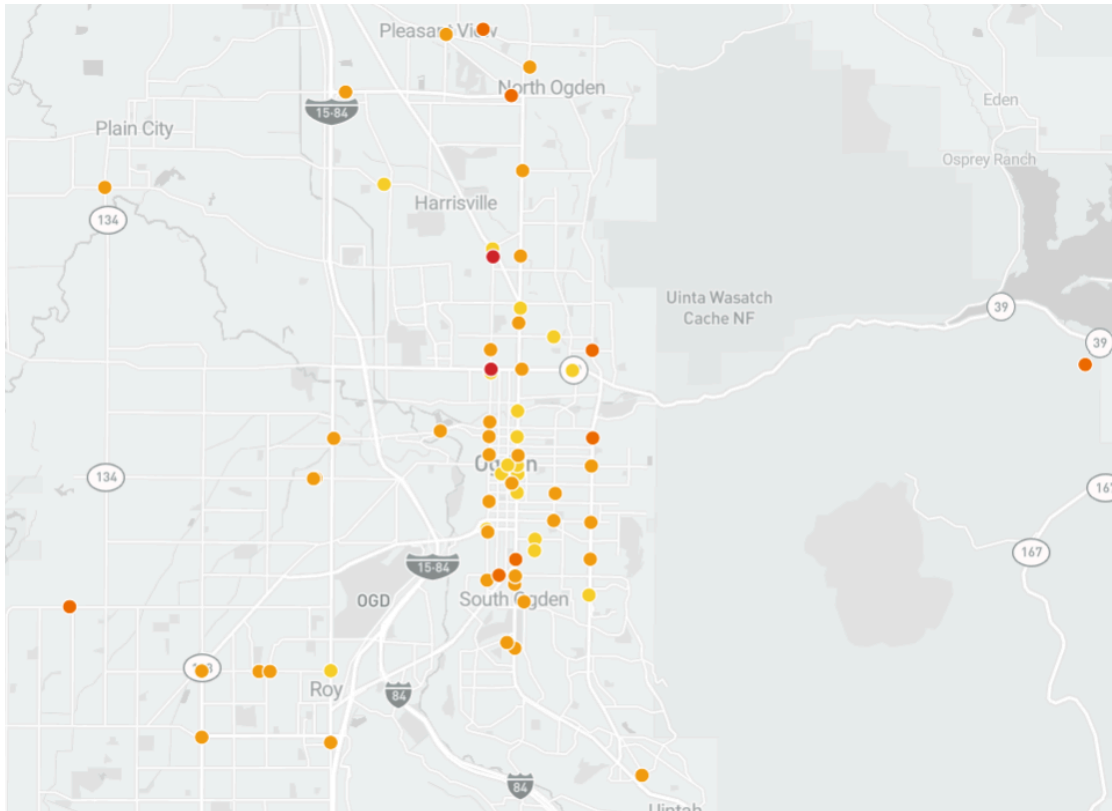 Pleasant View
North Ogden
15-84
Eden
Plain City
Osprey Ranch
Harrisville
134
Uinta Wasatch
Cache NF
39
39
Ogden
134
167
15-84
167
OGD
South Ogden
Roy
84
84
Uintah